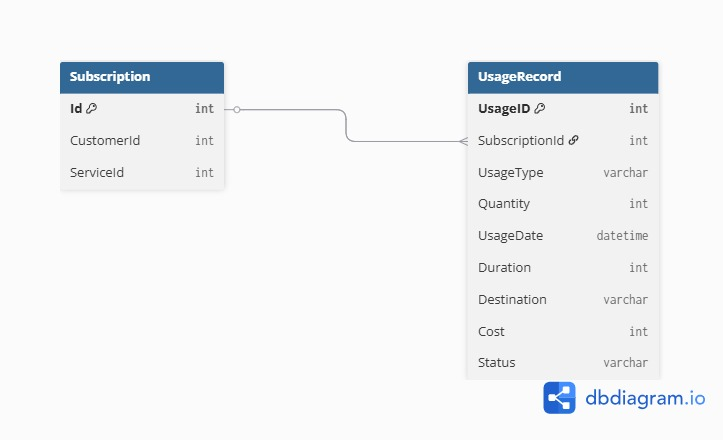 Subscription
Id int
CustomerId int
ServiceId int
UsageRecord
UsageID int
SubscriptionId int
UsageType varchar
Quantity int
UsageDate datetime
Duration int
Destination varchar
Cost int
Status varchar
dbdiagram.io